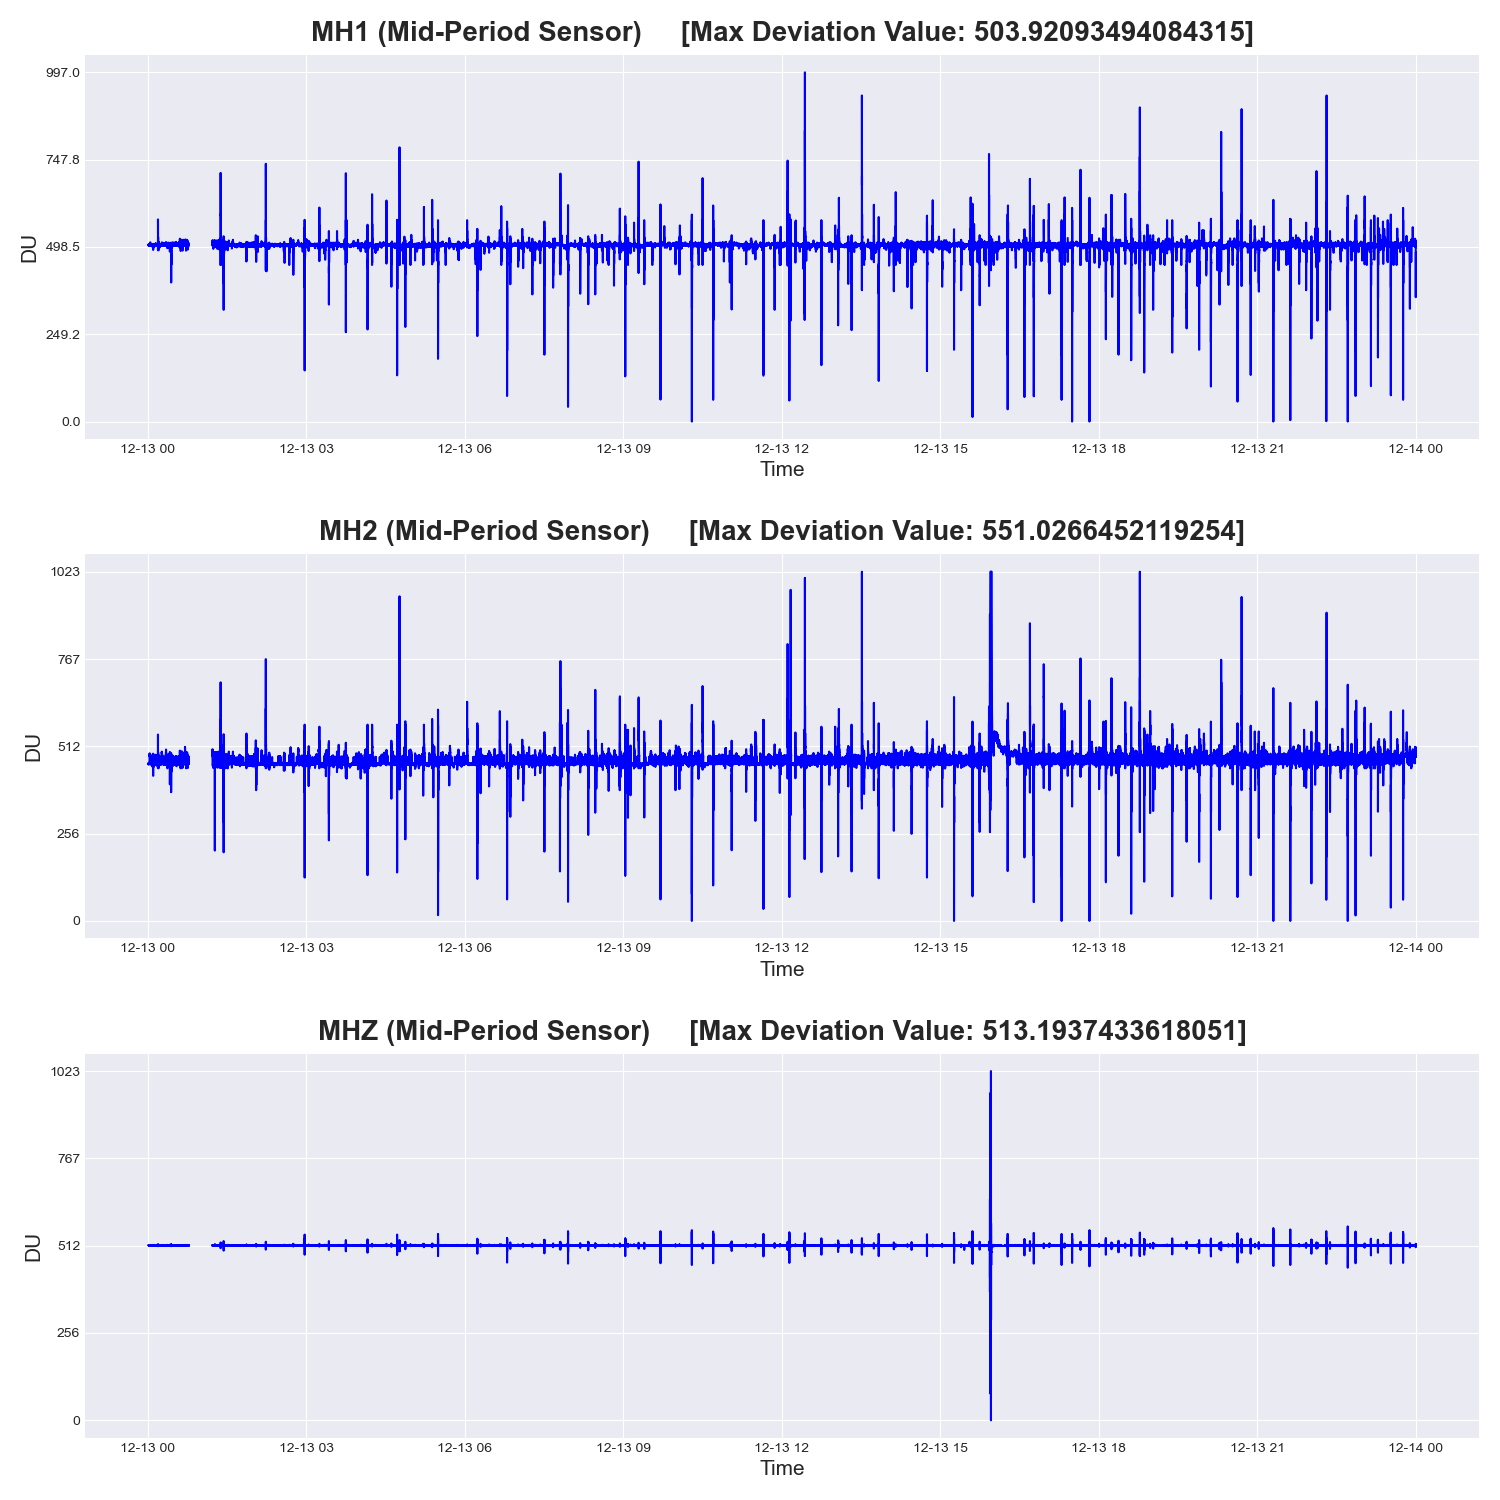 MH1 (Mid-Period Sensor) [Max Deviation Value: 503.92093494084315]
997.0
747.8
498.5
249.2
0.0
DU
12-13 00 12-13 03 12-13 06 12-13 09 12-13 12 12-13 15 12-13 18 12-13 21 12-14 00
Time
MH2 (Mid-Period Sensor) [Max Deviation Value: 551.0266452119254]
1023
767
512
256
0
DU
12-13 00 12-13 03 12-13 06 12-13 09 12-13 12 12-13 15 12-13 18 12-13 21 12-14 00
Time
MHZ (Mid-Period Sensor) [Max Deviation Value: 513.1937433618051]
1023
767
512
256
0
DU
12-13 00 12-13 03 12-13 06 12-13 09 12-13 12 12-13 15 12-13 18 12-13 21 12-14 00
Time